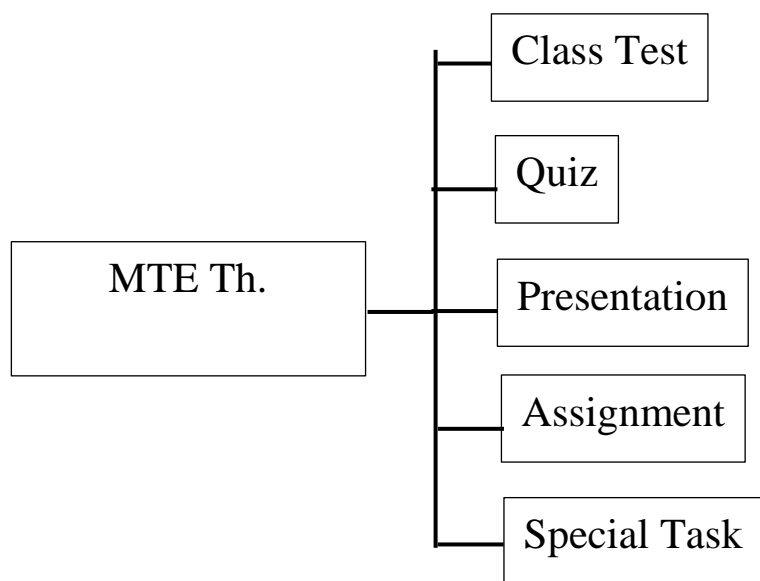 Class Test
Quiz
MTE Th.
Presentation
Assignment
Special Task